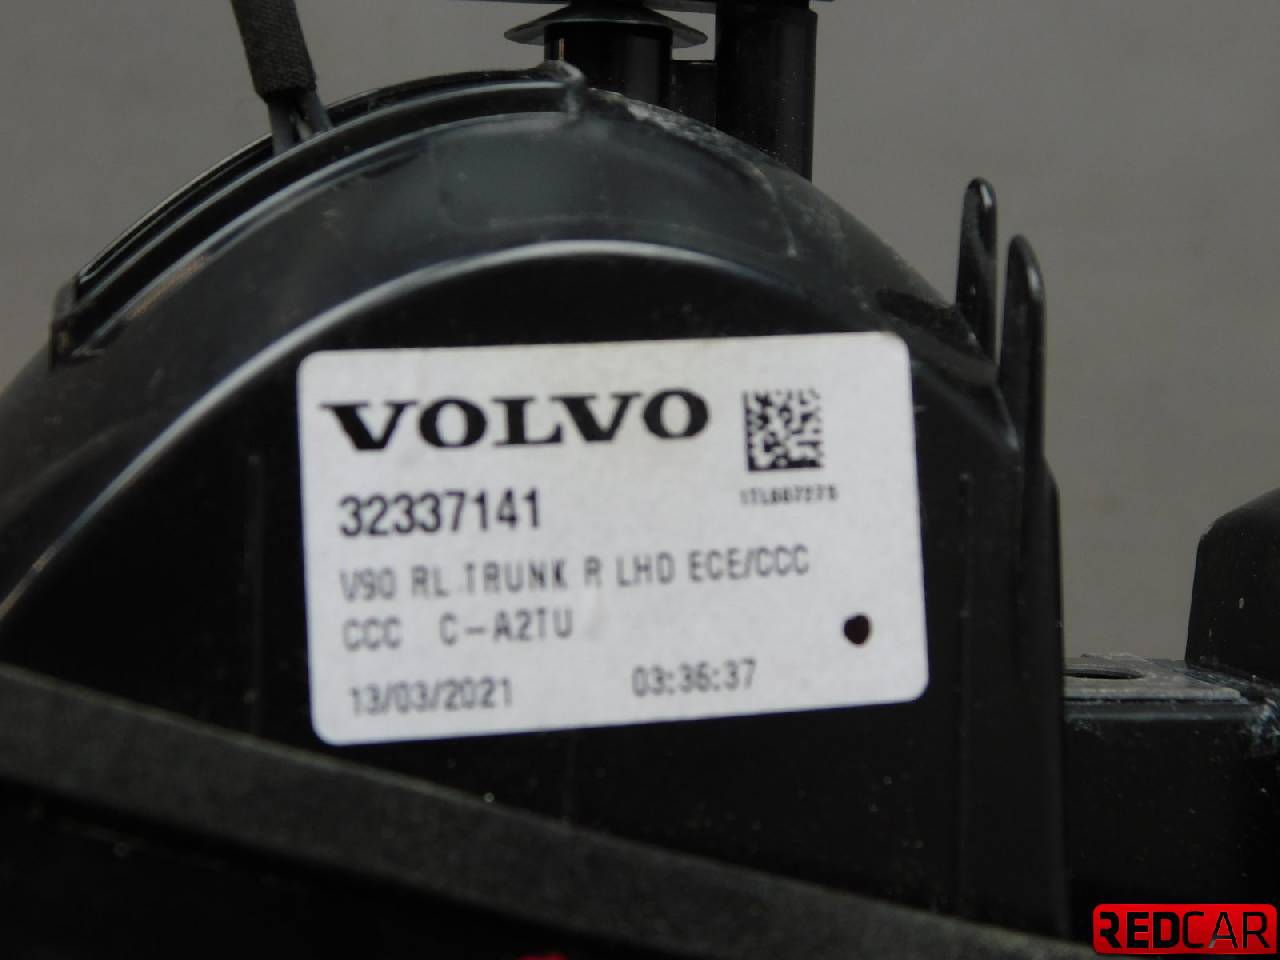 VOLVO
32337141
V90 RL TRUNK R LHD ECE/CCC
CCC C-A2TU
13/03/2021 03:36:37
REDCAR